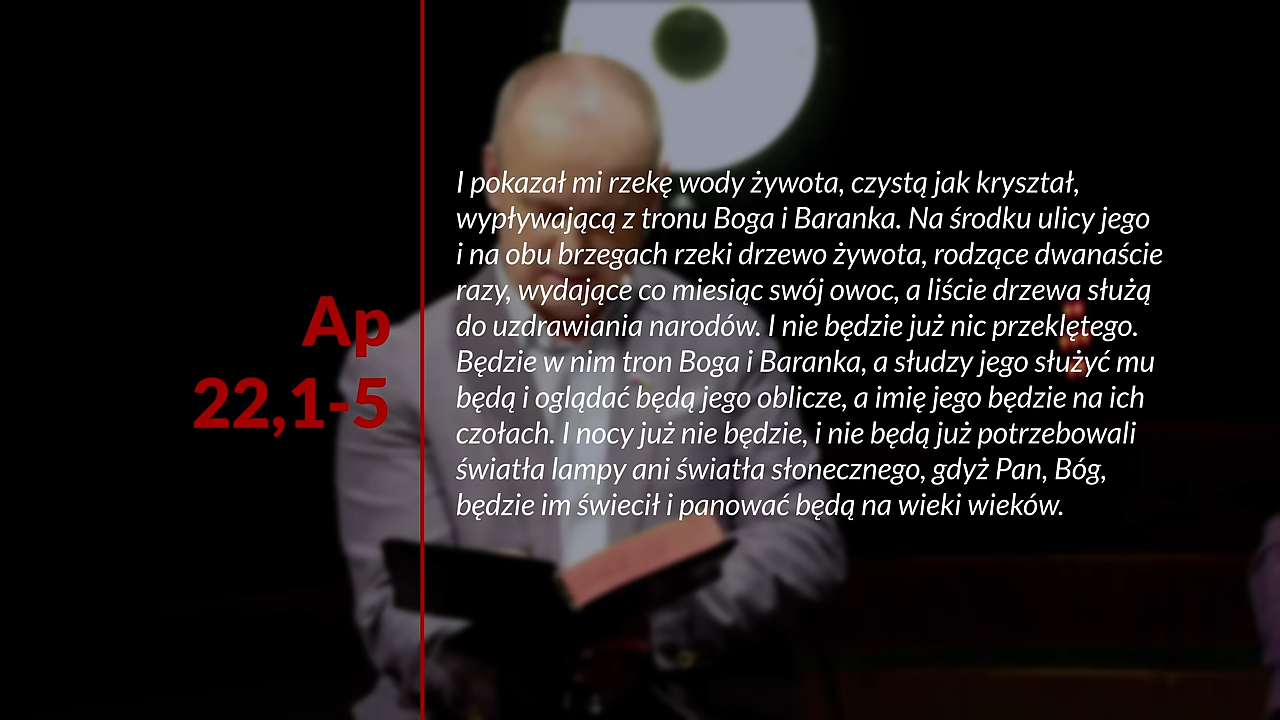 Ap
22,1-5
I pokazał mi rzekę wody żywota, czystą jak kryształ,
wypływającą z tronu Boga i Baranka. Na środku ulicy jego
i na obu brzegach rzeki drzewo żywota, rodzące dwanaście
razy, wydające co miesiąc swój owoc, a liście drzewa służą
do uzdrawiania narodów. I nie będzie już nic przeklętego.
Będzie w nim tron Boga i Baranka, a słudzy jego służyć mu
będą i oglądać będą jego oblicze, a imię jego będzie na ich
czołach. I nocy już nie będzie, i nie będą już potrzebowali
światła lampy ani światła słonecznego, gdyż Pan, Bóg,
będzie im świecił i panować będą na wieki wieków.